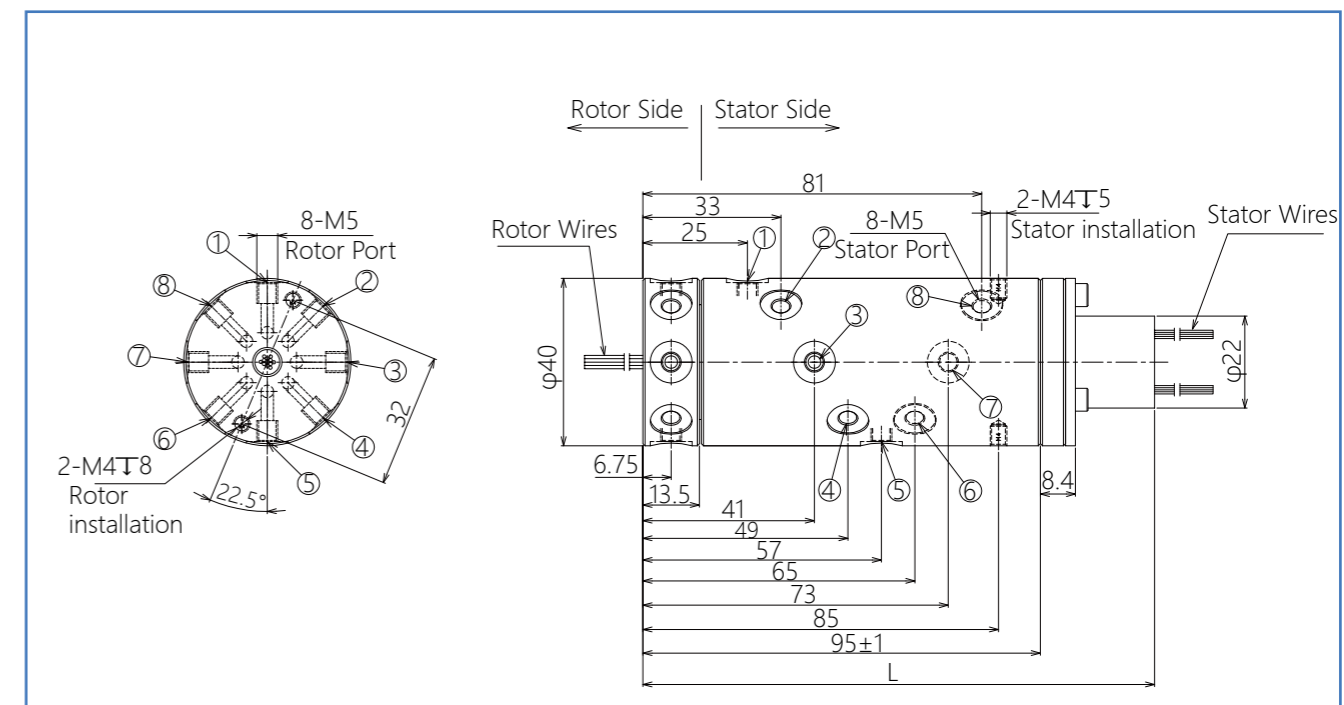 Rotor Side
Stator Side
81
33
25
8-M5
Stator Port
2-M4↧5
Stator installation
Stator Wires
Rotor Wires
①
②
③
④
⑤
⑥
⑦
⑧
φ40
φ22
6.75
13.5
8.4
41
49
57
65
73
85
95±1
L
8-M5
Rotor Port
①
②
③
④
⑤
⑥
⑦
⑧
32
22.5°
2-M4↧8
Rotor
installation